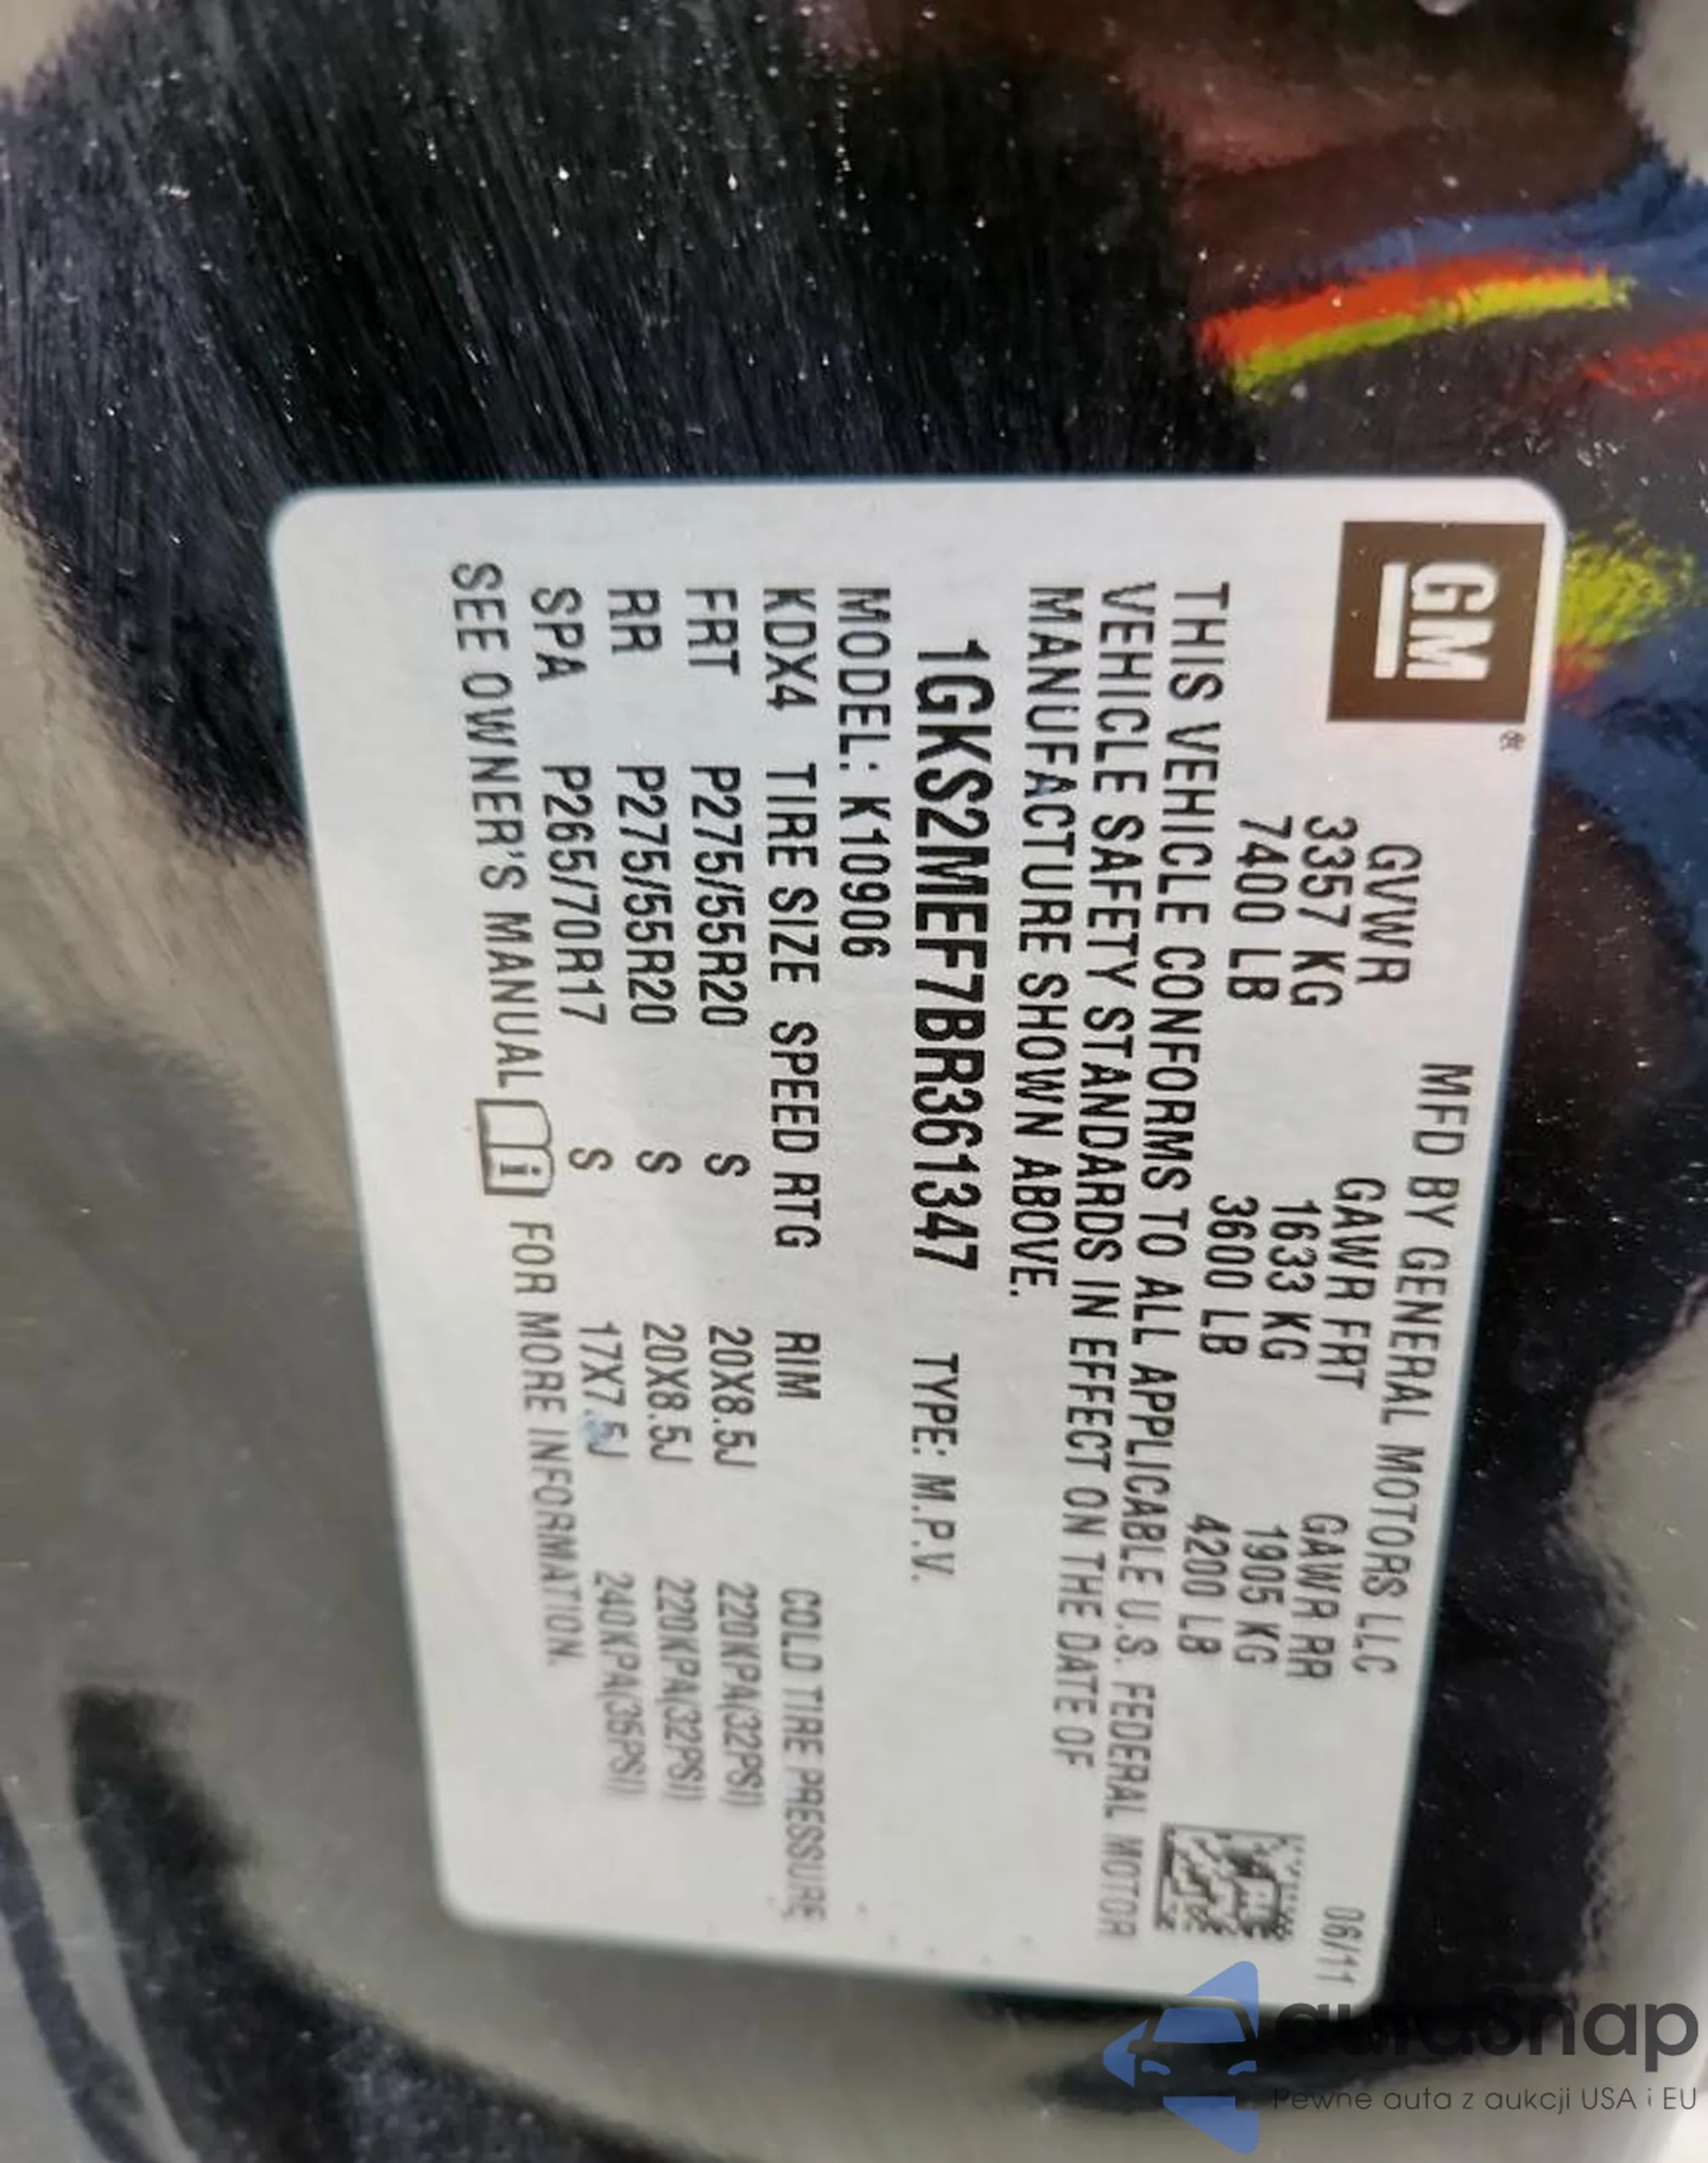 GM®
MFD BY GENERAL MOTORS LLC 06/11
GVWR GAWR FRT GAWR RR
3357 KG 1633 KG 1905 KG
7400 LB 3600 LB 4200 LB
THIS VEHICLE CONFORMS TO ALL APPLICABLE U.S. FEDERAL MOTOR
VEHICLE SAFETY STANDARDS IN EFFECT ON THE DATE OF
MANUFACTURE SHOWN ABOVE.
1GKS2MEF7BR361347 TYPE: M.P.V.
MODEL: K10906
KDX4 TIRE SIZE SPEED RTG RIM COLD TIRE PRESSURE
FRT P275/55R20 S 20X8.5J 220KPA(32PSI)
RR P275/55R20 S 20X8.5J 220KPA(32PSI)
SPA P265/70R17 S 17X7.5J 240KPA(35PSI)
SEE OWNER'S MANUAL i FOR MORE INFORMATION.
autaSnap
Pewne auta z aukcji USA i EU